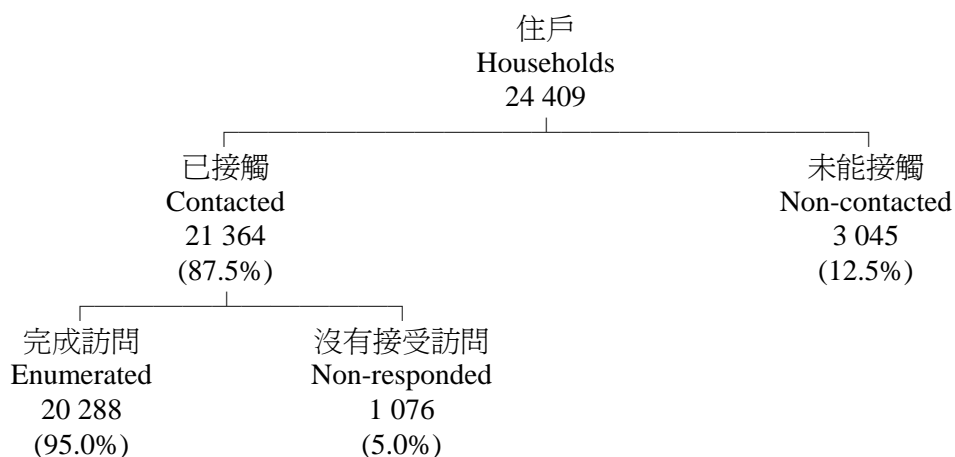 住戶
Households
24 409
已接觸
Contacted
21 364
(87.5%)
未能接觸
Non-contacted
3 045
(12.5%)
完成訪問
Enumerated
20 288
(95.0%)
沒有接受訪問
Non-responded
1 076
(5.0%)